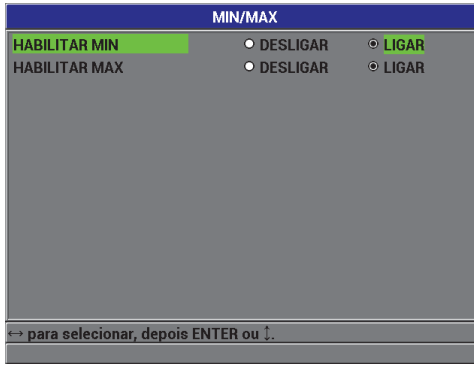 MIN/MAX
HABILITAR MIN DESLIGAR LIGAR
HABILITAR MAX DESLIGAR LIGAR
↔ para selecionar, depois ENTER ou ↕.